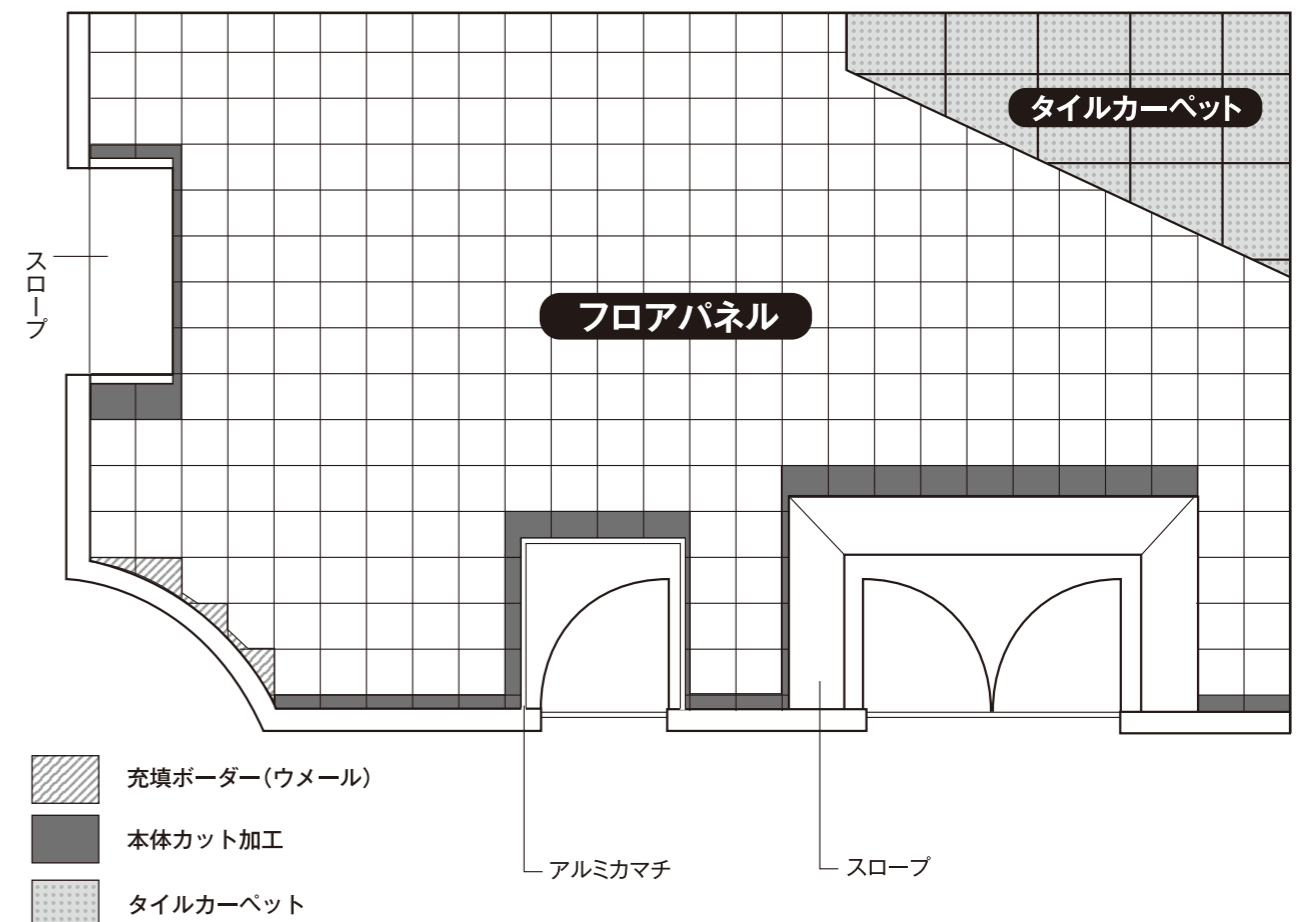 タイルカーペット
スロープ
フロアパネル
充填ボーダー(ウメール)
本体カット加工
タイルカーペット
アルミカマチ
スロープ